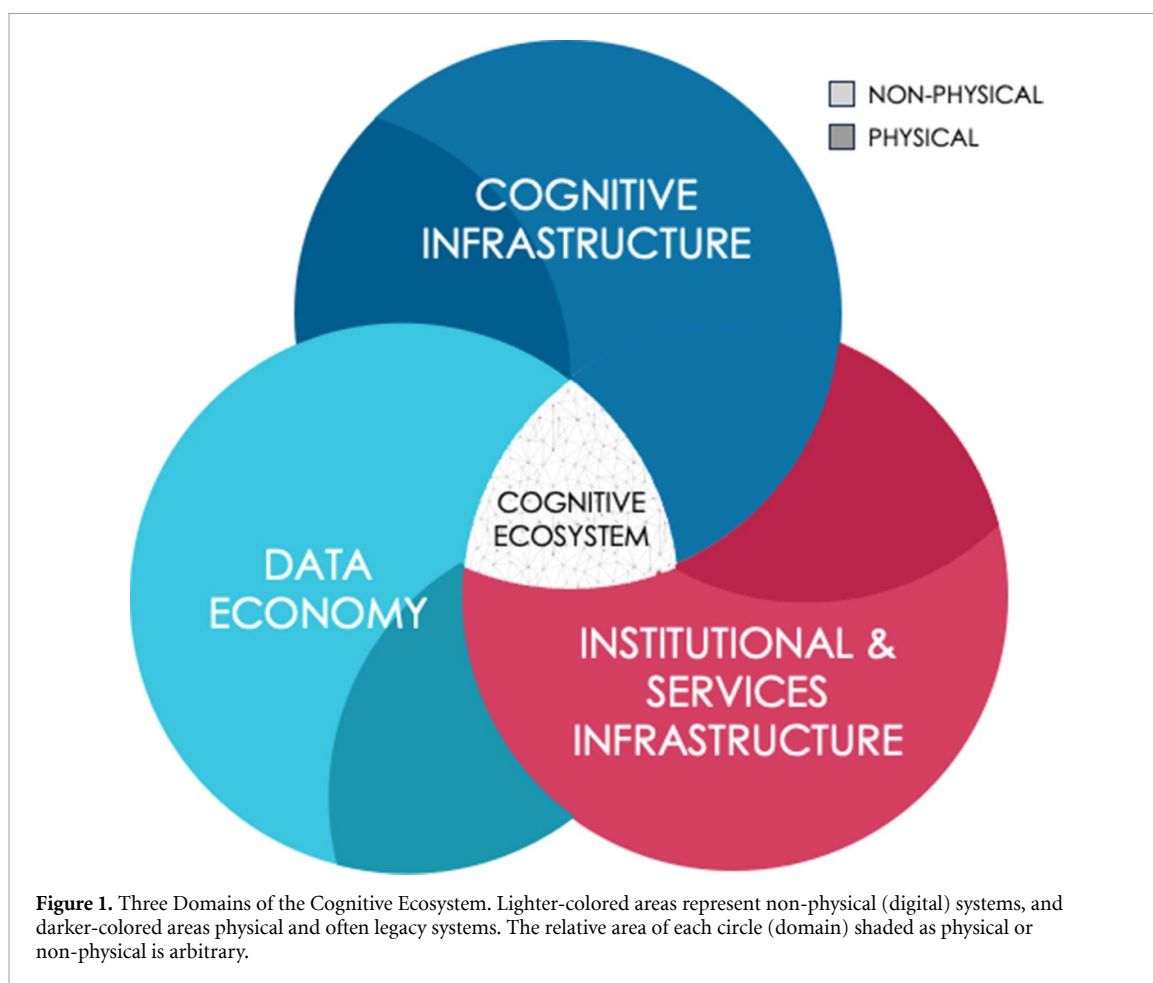 NON-PHYSICAL
PHYSICAL
COGNITIVE
INFRASTRUCTURE
COGNITIVE
ECOSYSTEM
DATA
ECONOMY
INSTITUTIONAL &
SERVICES
INFRASTRUCTURE
Figure 1. Three Domains of the Cognitive Ecosystem. Lighter-colored areas represent non-physical (digital) systems, and
darker-colored areas physical and often legacy systems. The relative area of each circle (domain) shaded as physical or
non-physical is arbitrary.